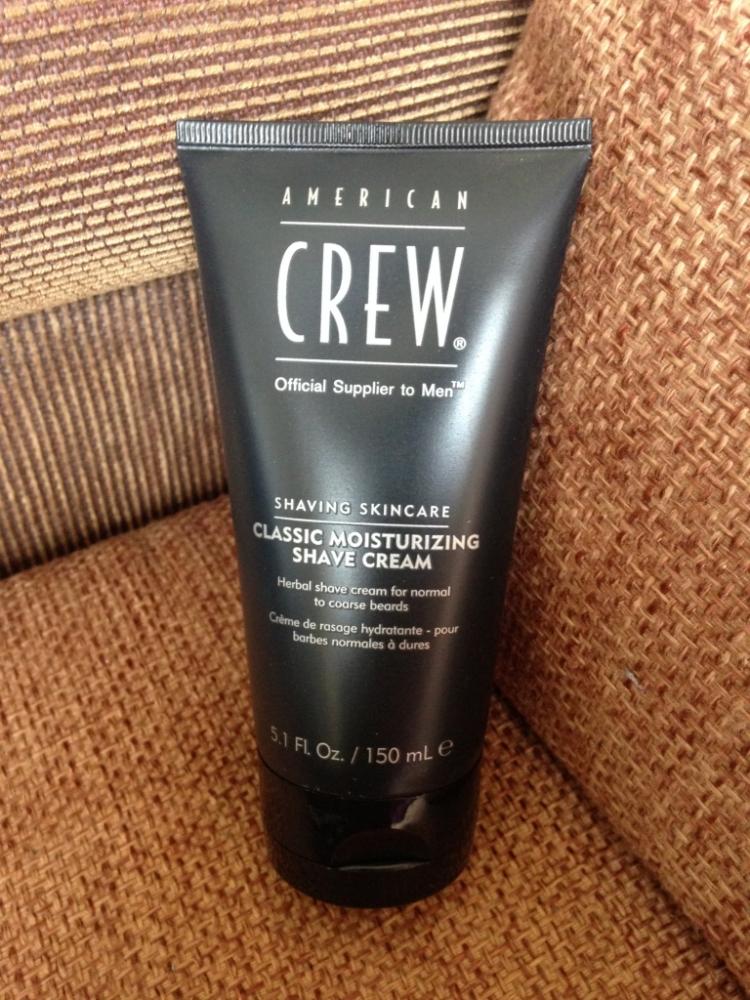 AMERICAN
CREW®
Official Supplier to Men™
SHAVING SKINCARE
CLASSIC MOISTURIZING
SHAVE CREAM
Herbal shave cream for normal
to coarse beards
Crème de rasage hydratante - pour
barbes normales à dures
5.1 Fl. Oz. / 150 mL ℮